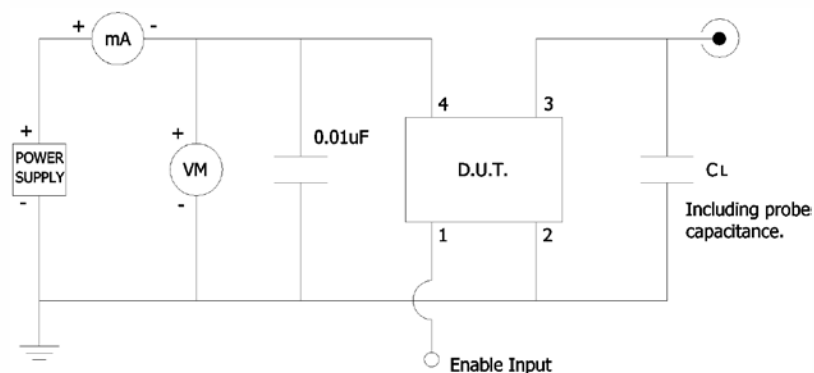 + mA -
4 3
+ 0.01uF
POWER
SUPPLY
+
VM
D.U.T.
CL
- -
Including probe
capacitance.
1 2
Enable Input